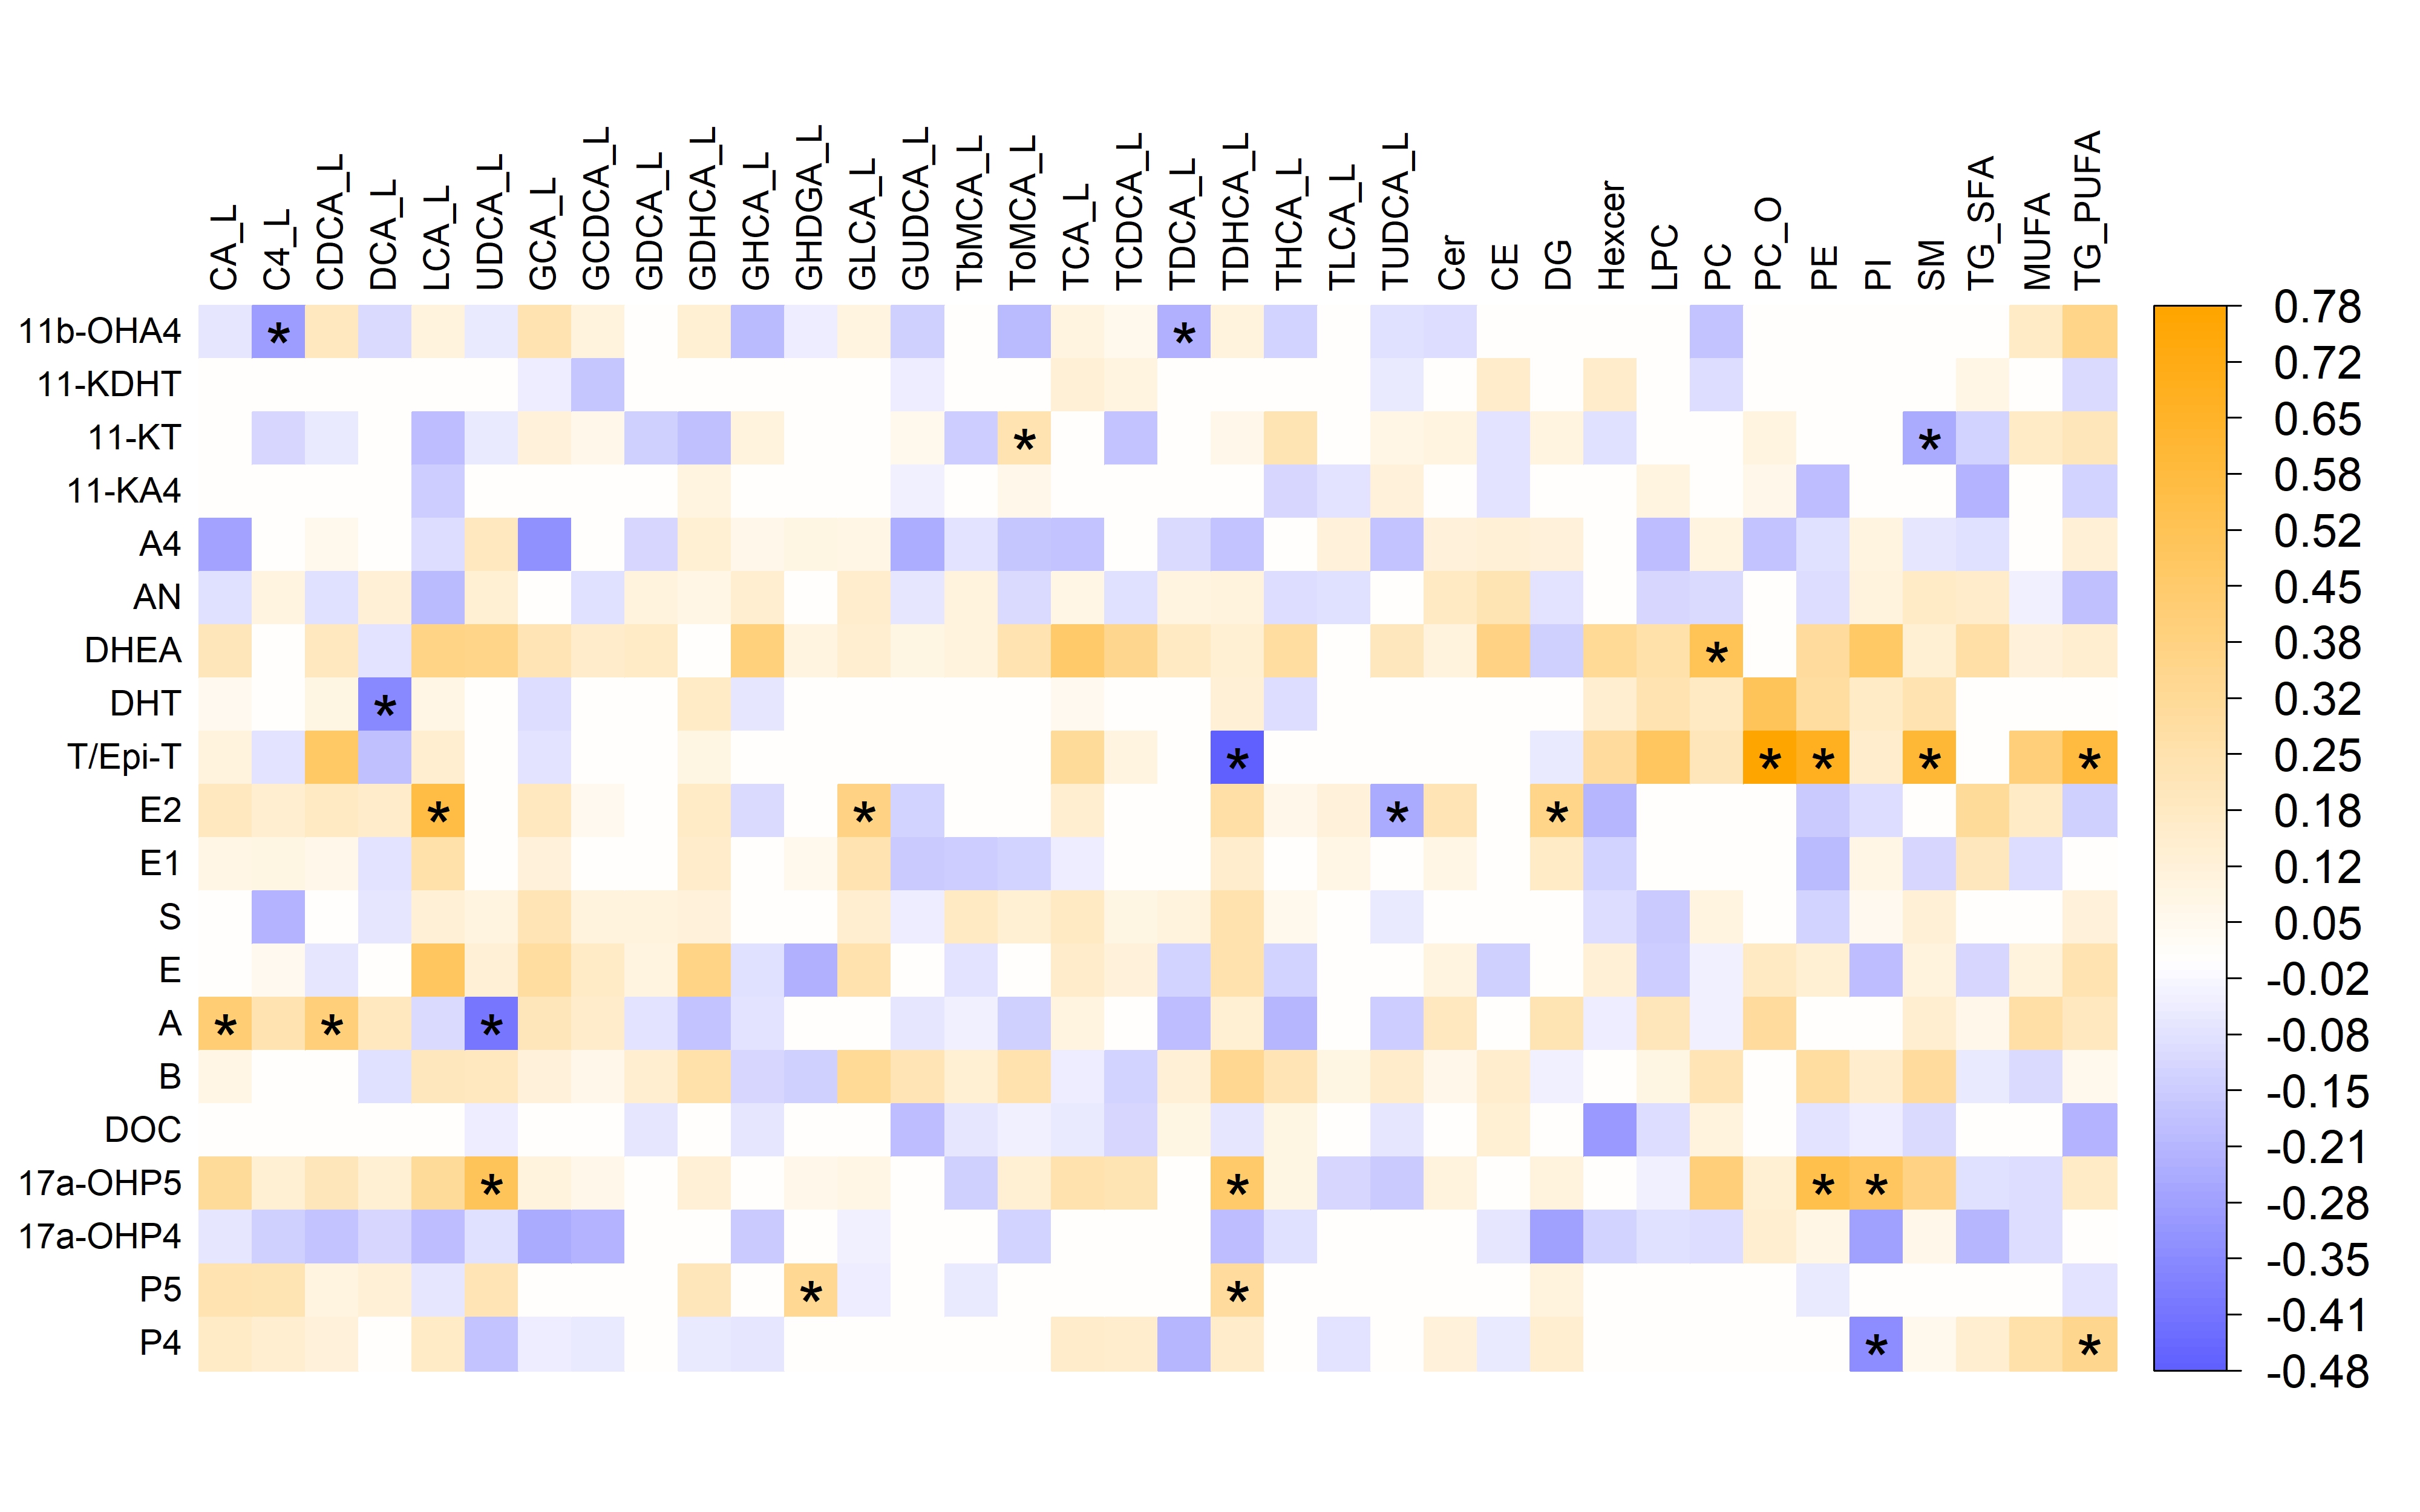 CA_L
C4_L
CDCA_L
DCA_L
LCA_L
UDCA_L
GCA_L
GCDCA_L
GDCA_L
GDHCA_L
GHCA_L
GHDGA_L
GLCA_L
GUDCA_L
TbMCA_L
ToMCA_L
TCA_L
TCDCA_L
TDCA_L
TDHCA_L
THCA_L
TLCA_L
TUDCA_L
Cer
CE
DG
Hexcer
LPC
PC
PC_O
PE
PI
SM
TG_SFA
MUFA
TG_PUFA
11b-OHA4 * *
11-KDHT
11-KT * *
11-KA4
A4
AN
DHEA *
DHT *
T/Epi-T * * * * *
E2 * * * *
E1
S
E
A * * *
B
DOC
17a-OHP5 * * * *
17a-OHP4
P5 * *
P4 * *
0.78
0.72
0.65
0.58
0.52
0.45
0.38
0.32
0.25
0.18
0.12
0.05
-0.02
-0.08
-0.15
-0.21
-0.28
-0.35
-0.41
-0.48